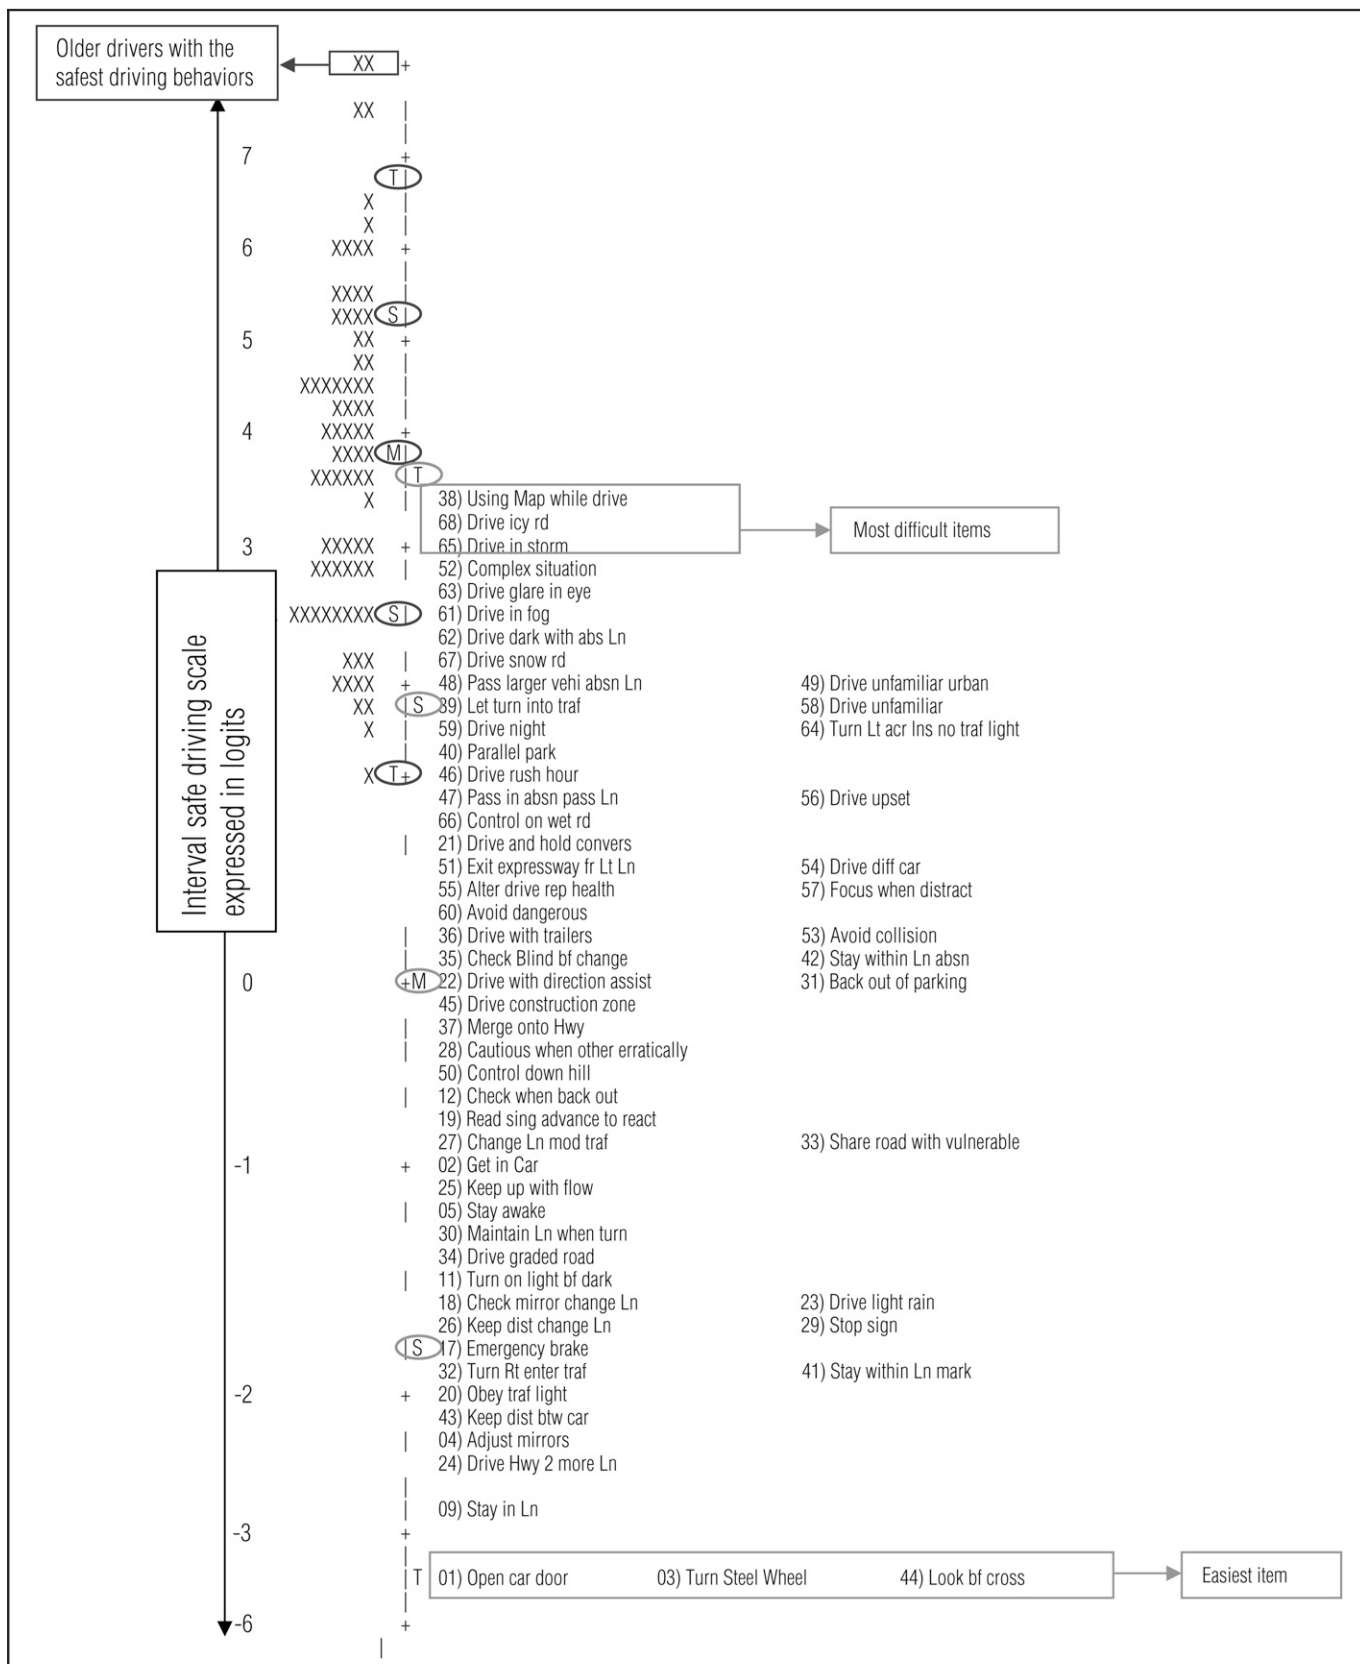 Older drivers with the
safest driving behaviors
XX +
XX |
|
7 +
T|
X |
X |
6 XXXX +
|
XXXX |
XXXX S|
5 XX +
XX |
XXXXXXX |
XXXX |
4 XXXXX +
XXXX M|
XXXXXX |T
X | 38) Using Map while drive
68) Drive icy rd
Most difficult items
3 XXXXX + 65) Drive in storm
XXXXXX | 52) Complex situation
63) Drive glare in eye
XXXXXXXX S| 61) Drive in fog
62) Drive dark with abs Ln
XXX | 67) Drive snow rd
XXXX + 48) Pass larger vehi absn Ln 49) Drive unfamiliar urban
XX |S 39) Let turn into traf 58) Drive unfamiliar
X | 59) Drive night 64) Turn Lt acr lns no traf light
| 40) Parallel park
X T+ 46) Drive rush hour
47) Pass in absn pass Ln 56) Drive upset
66) Control on wet rd
| 21) Drive and hold convers
51) Exit expressway fr Lt Ln 54) Drive diff car
55) Alter drive rep health 57) Focus when distract
60) Avoid dangerous
| 36) Drive with trailers 53) Avoid collision
| 35) Check Blind bf change 42) Stay within Ln absn
0 +M 22) Drive with direction assist 31) Back out of parking
45) Drive construction zone
| 37) Merge onto Hwy
| 28) Cautious when other erratically
50) Control down hill
| 12) Check when back out
19) Read sing advance to react
27) Change Ln mod traf 33) Share road with vulnerable
-1 + 02) Get in Car
25) Keep up with flow
| 05) Stay awake
30) Maintain Ln when turn
34) Drive graded road
| 11) Turn on light bf dark
18) Check mirror change Ln 23) Drive light rain
26) Keep dist change Ln 29) Stop sign
|S 17) Emergency brake
32) Turn Rt enter traf 41) Stay within Ln mark
-2 + 20) Obey traf light
43) Keep dist btw car
| 04) Adjust mirrors
24) Drive Hwy 2 more Ln
|
| 09) Stay in Ln
-3 +
|
|T 01) Open car door 03) Turn Steel Wheel 44) Look bf cross
Easiest item
|
-6 +
|
Interval safe driving scale
expressed in logits